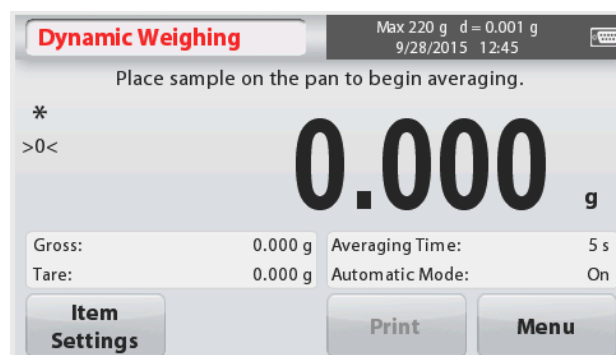 Dynamic Weighing
Max 220 g d = 0.001 g
9/28/2015 12:45
Place sample on the pan to begin averaging.
*
>0<
0.000 g
Gross: 0.000 g Averaging Time: 5 s
Tare: 0.000 g Automatic Mode: On
Item
Settings
Print
Menu